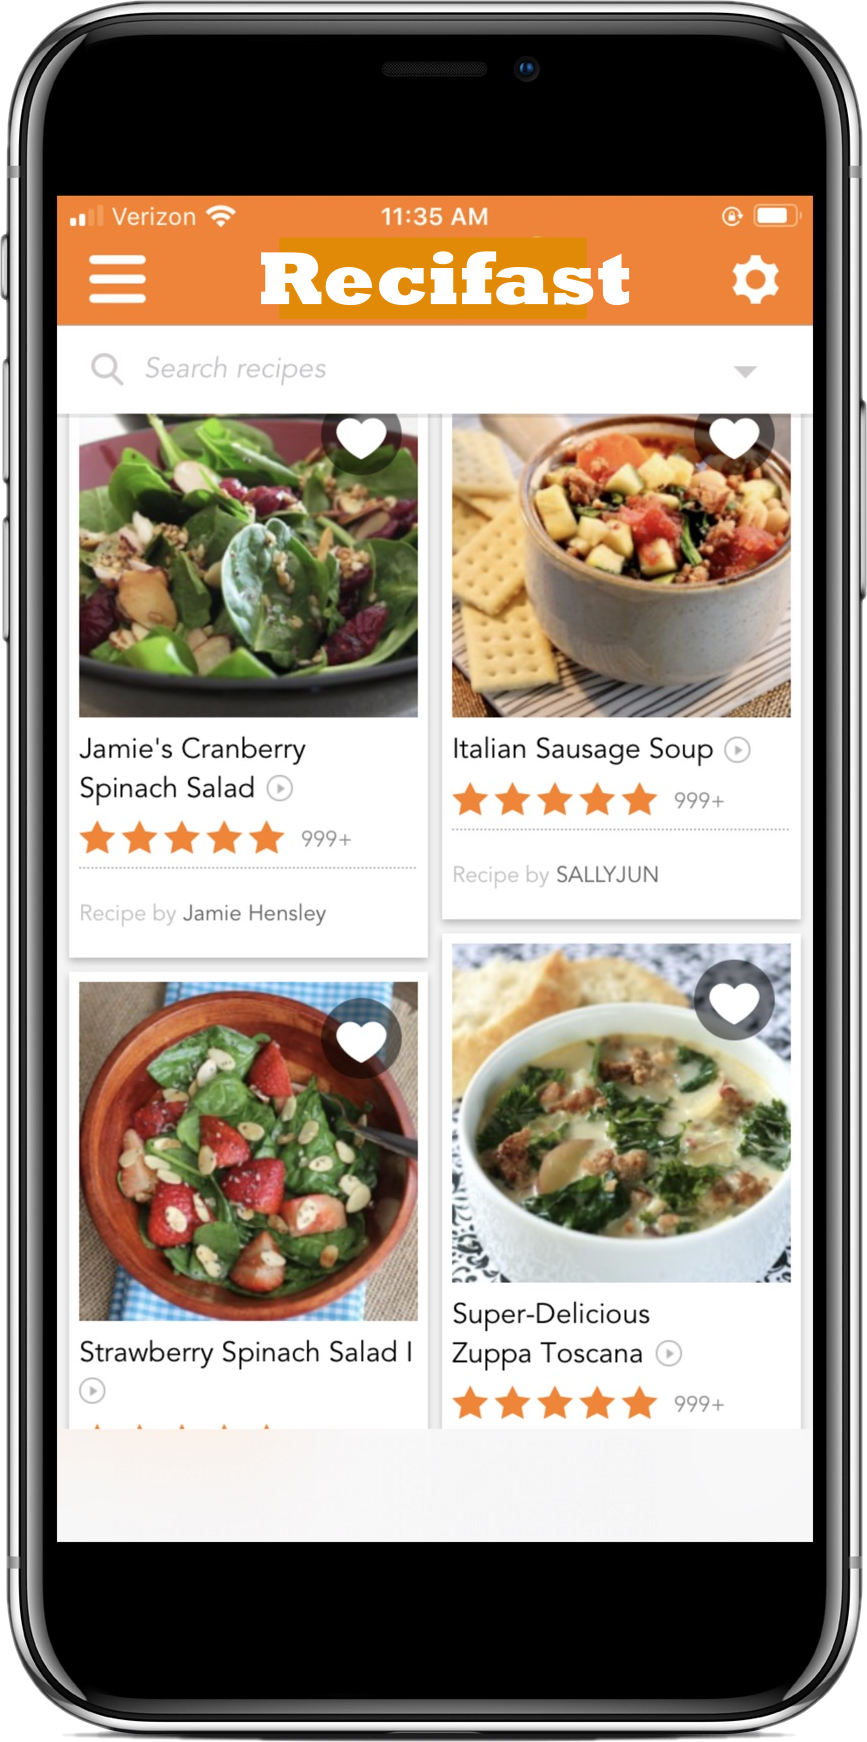 Verizon 11:35 AM
Recifast
Search recipes
Jamie's Cranberry
Spinach Salad
999+
Recipe by Jamie Hensley
Italian Sausage Soup
999+
Recipe by SALLYJUN
Strawberry Spinach Salad I
Super-Delicious
Zuppa Toscana
999+